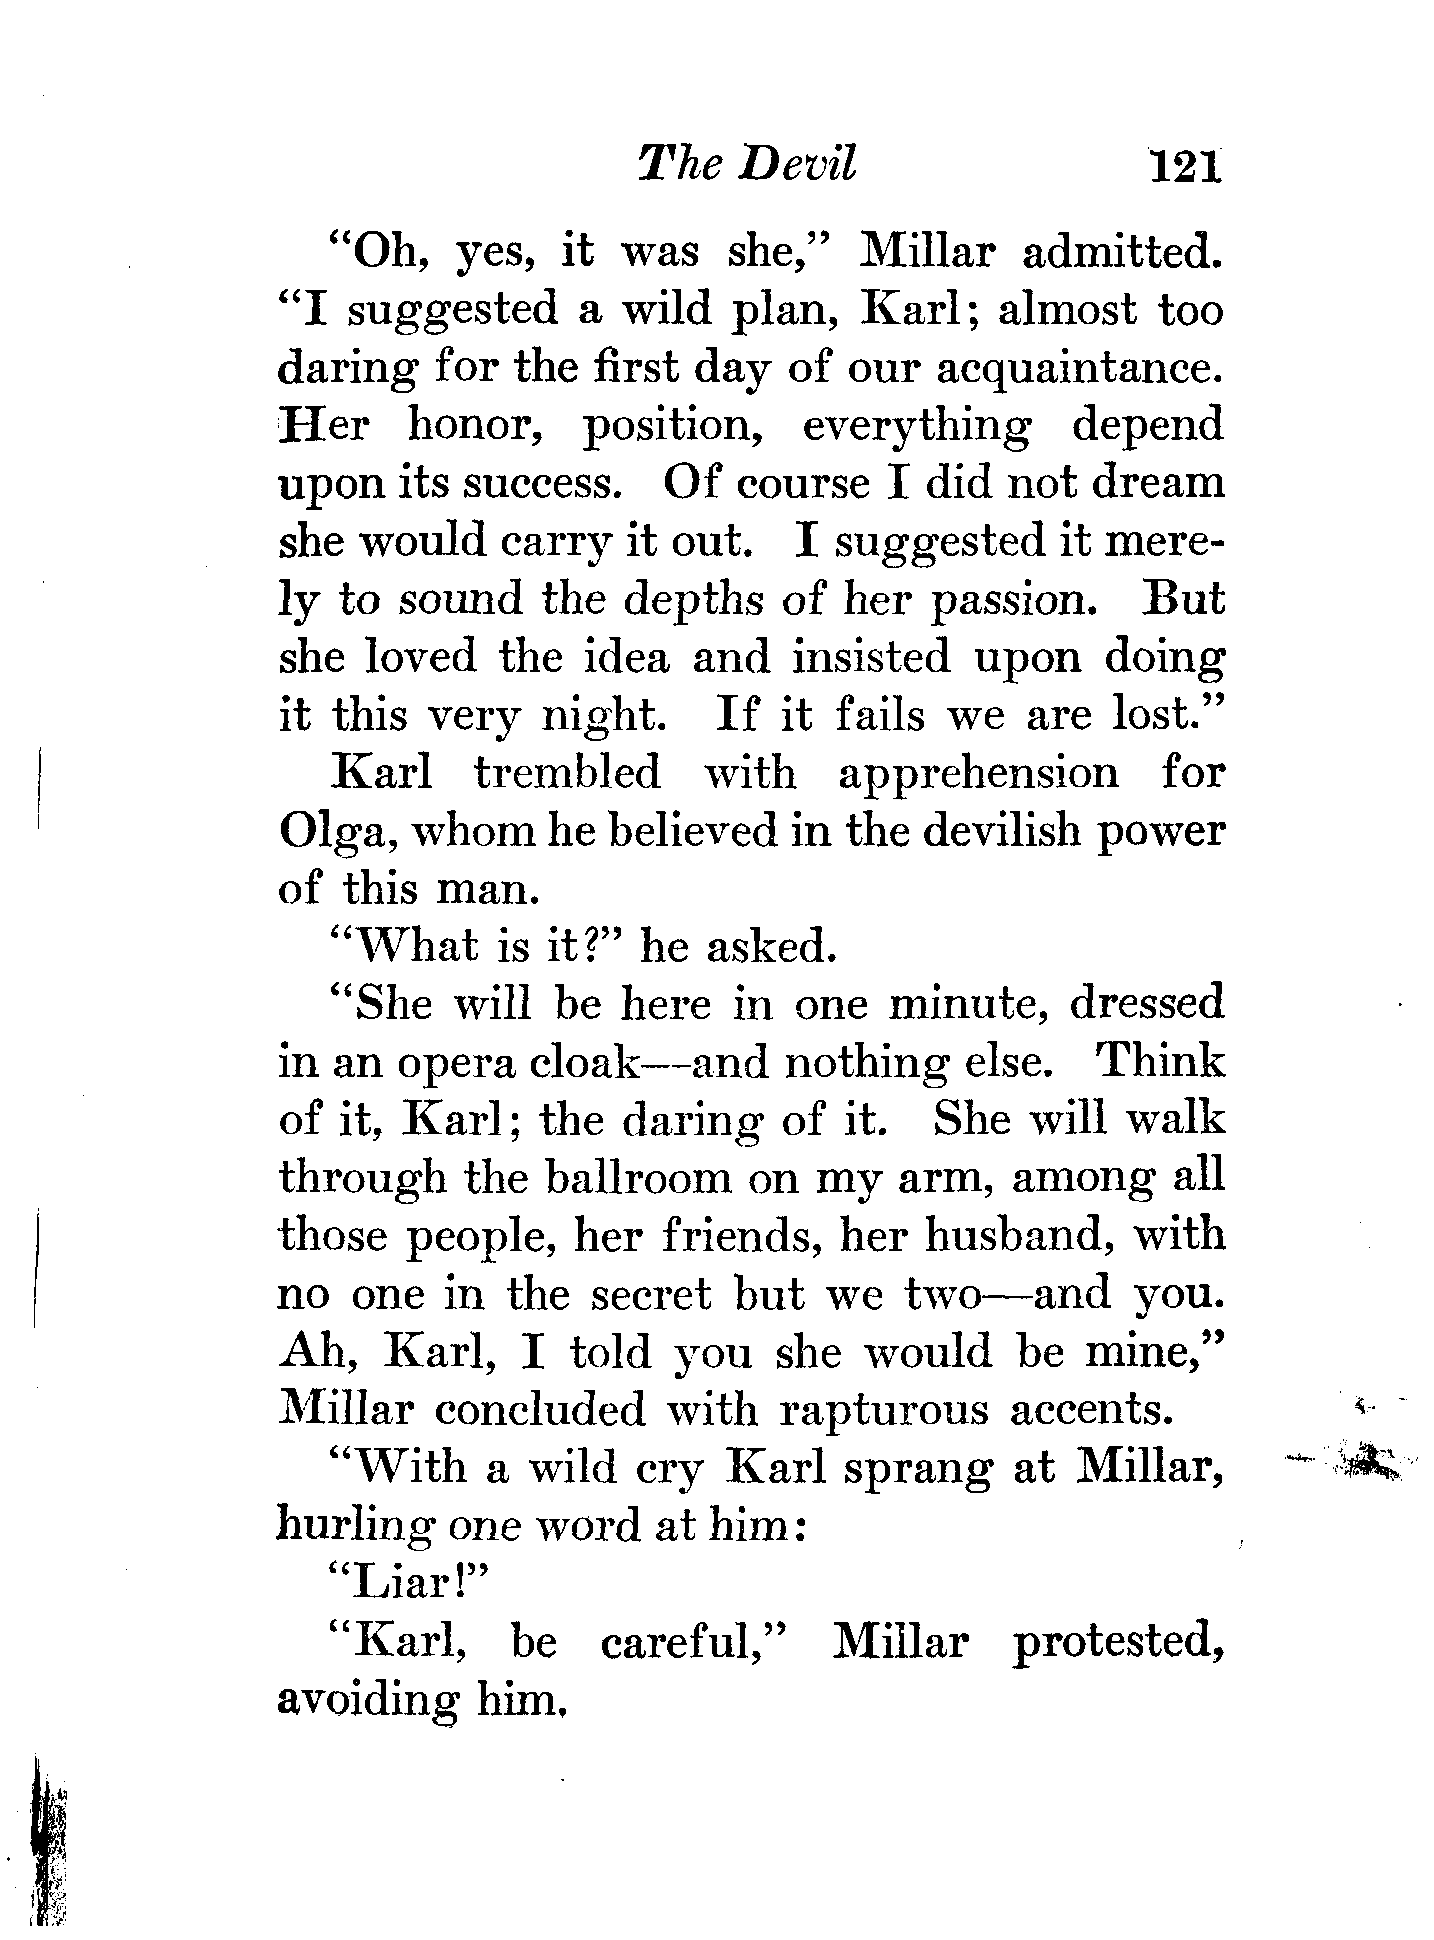 The Devil 121
“Oh, yes, it was she,” Millar admitted.
“I suggested a wild plan, Karl; almost too
daring for the first day of our acquaintance.
Her honor, position, everything depend
upon its success. Of course I did not dream
she would carry it out. I suggested it mere-
ly to sound the depths of her passion. But
she loved the idea and insisted upon doing
it this very night. If it fails we are lost.”
Karl trembled with apprehension for
Olga, whom he believed in the devilish power
of this man.
“What is it?” he asked.
“She will be here in one minute, dressed
in an opera cloak—and nothing else. Think
of it, Karl; the daring of it. She will walk
through the ballroom on my arm, among all
those people, her friends, her husband, with
no one in the secret but we two—and you.
Ah, Karl, I told you she would be mine,”
Millar concluded with rapturous accents.
“With a wild cry Karl sprang at Millar,
hurling one word at him:
“Liar!”
“Karl, be careful,” Millar protested,
avoiding him.